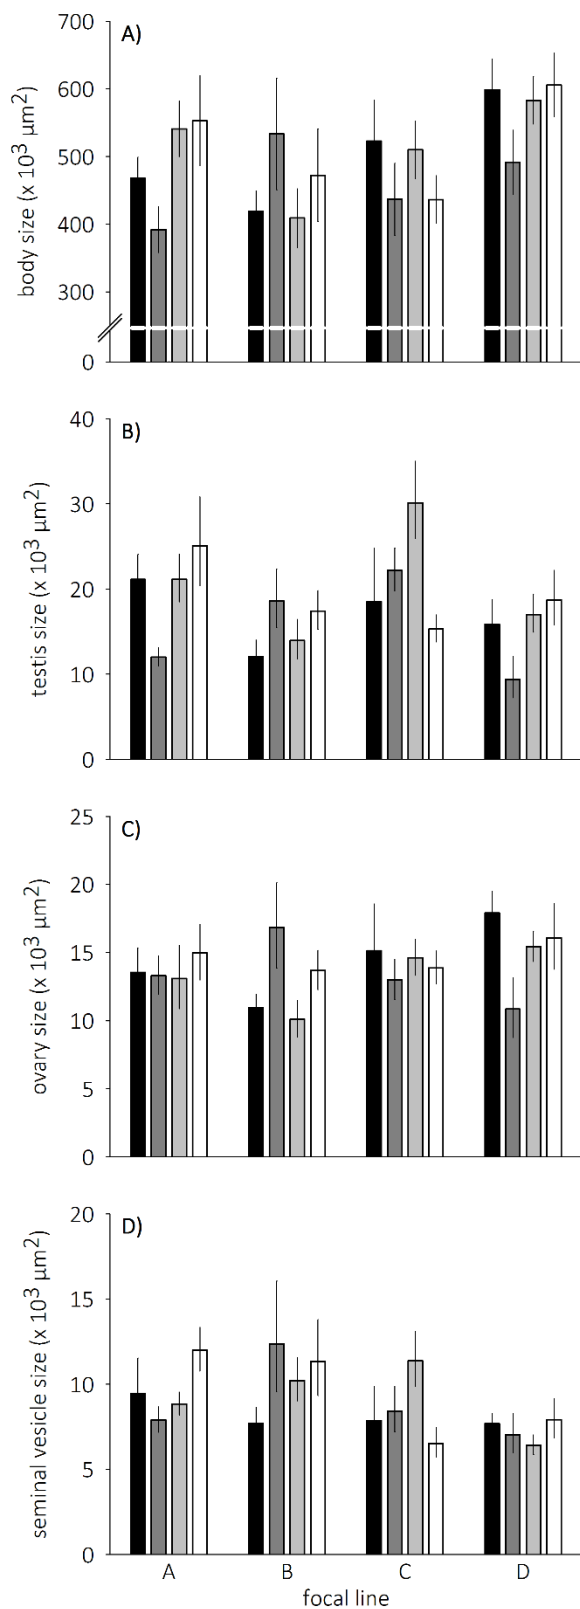 A)
700
600
500
400
300
0
body size (x 10³ µm²)
B)
40
30
20
10
0
testis size (x 10³ µm²)
C)
25
20
15
10
5
0
ovary size (x 10³ µm²)
D)
20
15
10
5
0
seminal vesicle size (x 10³ µm²)
A B C D
focal line